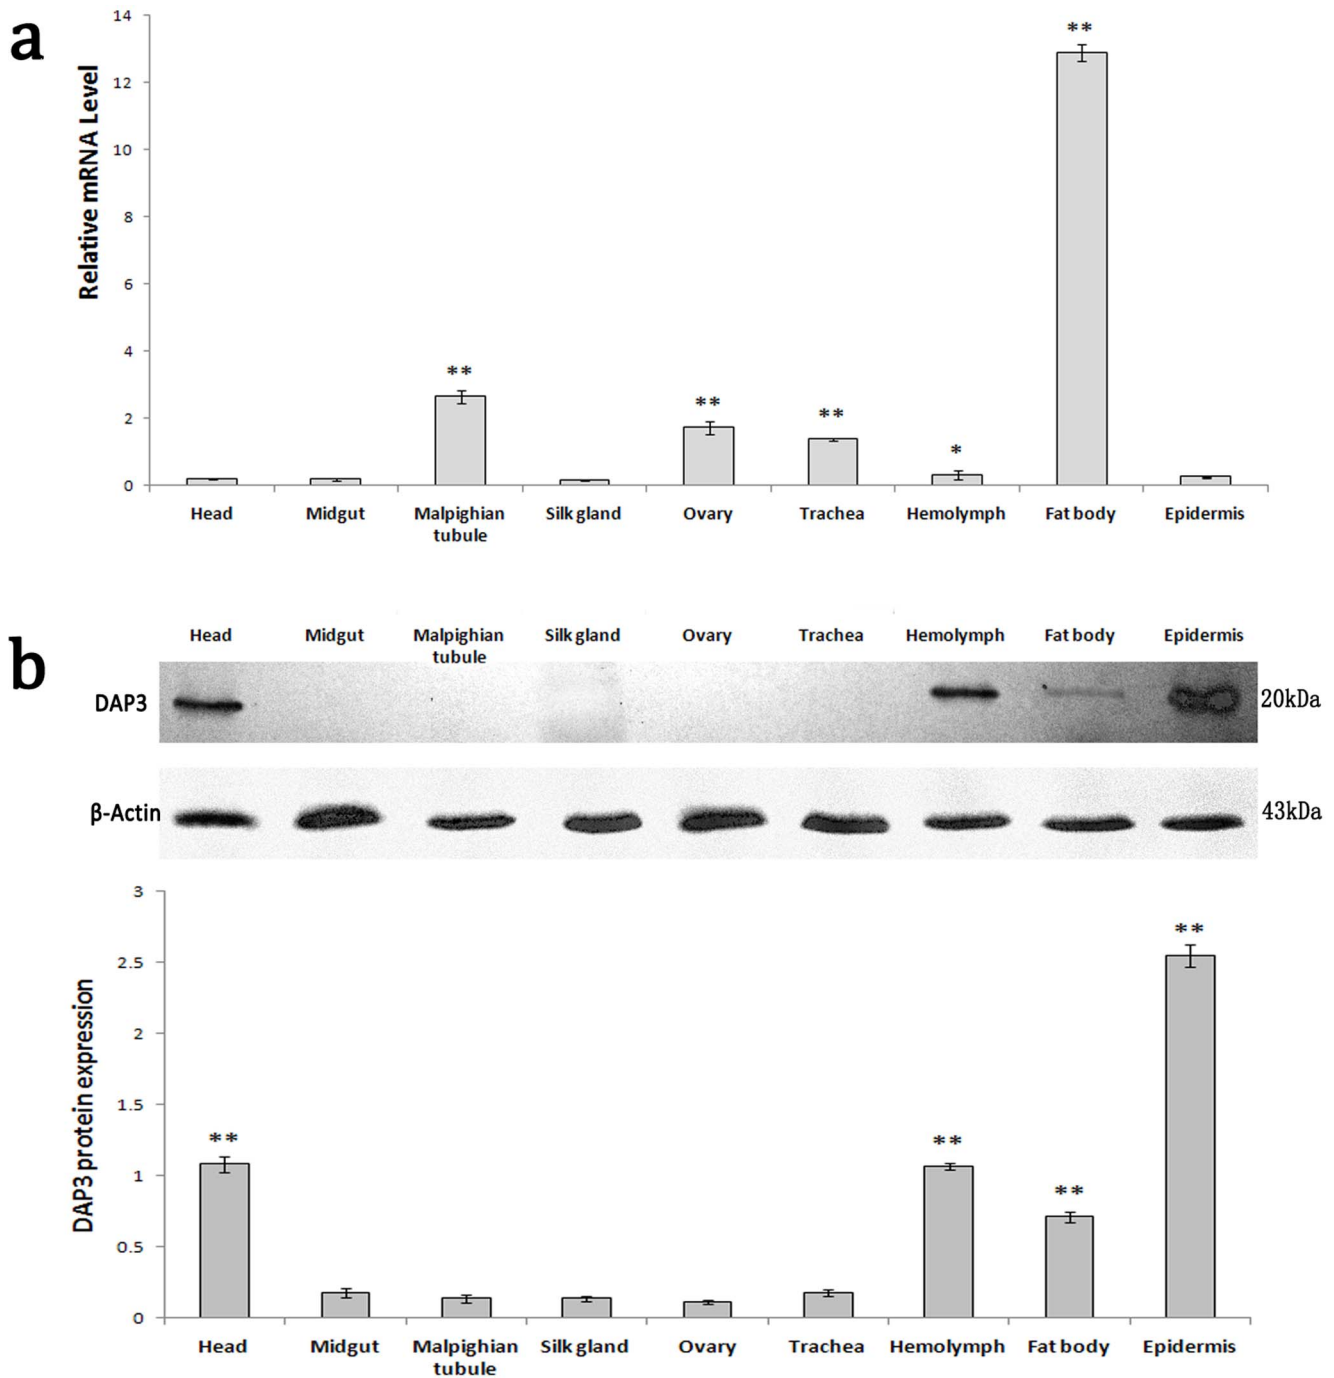 a
Relative mRNA Level
14
12
10
8
6
4
2
0
**
**
**
**
*
**
Head Midgut Malpighian tubule Silk gland Ovary Trachea Hemolymph Fat body Epidermis
b
Head Midgut Malpighian tubule Silk gland Ovary Trachea Hemolymph Fat body Epidermis
DAP3 20kDa
β-Actin 43kDa
DAP3 protein expression
3
2.5
2
1.5
1
0.5
0
**
**
**
**
Head Midgut Malpighian tubule Silk gland Ovary Trachea Hemolymph Fat body Epidermis